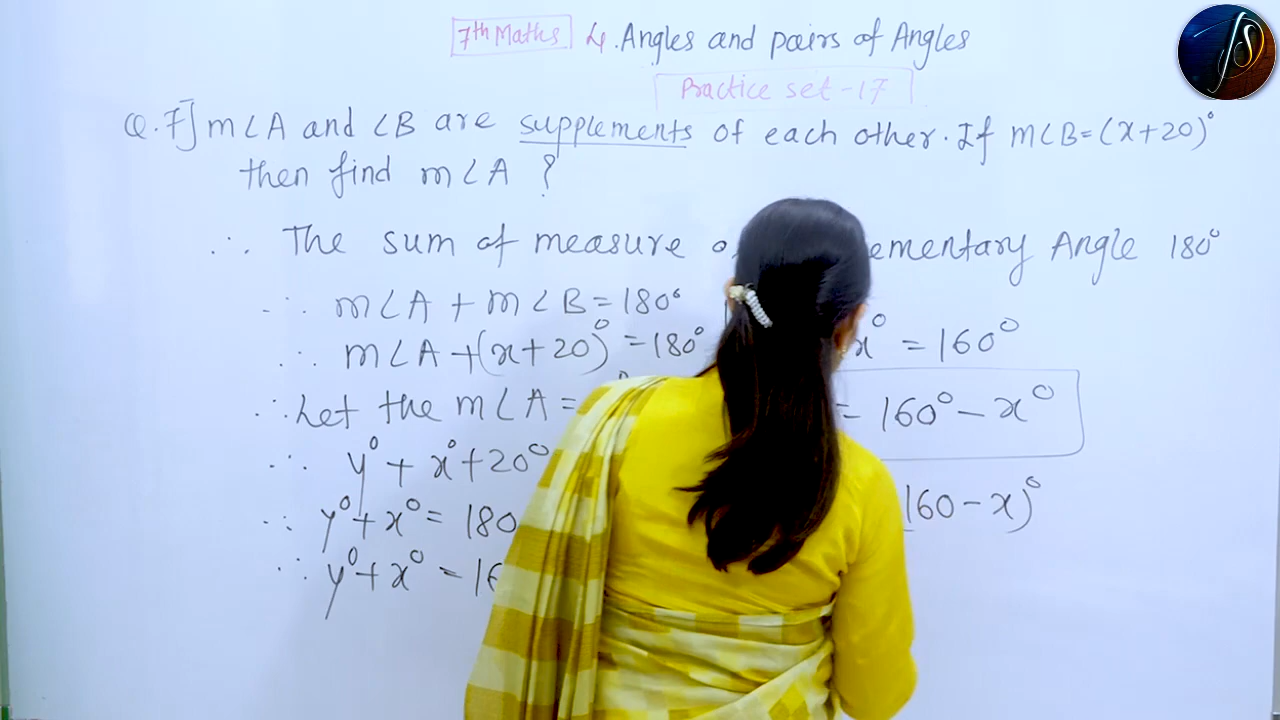 7th Maths 4. Angles and pairs of Angles
Practice set-17
Q.7] m∠A and ∠B are supplements of each other. If m∠B=(x+20)°
then find m∠A ?
∴ The sum of measure ementary Angle 180°
∴ m∠A + m∠B = 180°
∴ m∠A +(x+20)° = 180°
∴ Let the m∠A =
∴ y° + x° + 20°
∴ y° + x° = 180
∴ y° + x° =
x° = 160°
= 160° - x°
160 - x)°